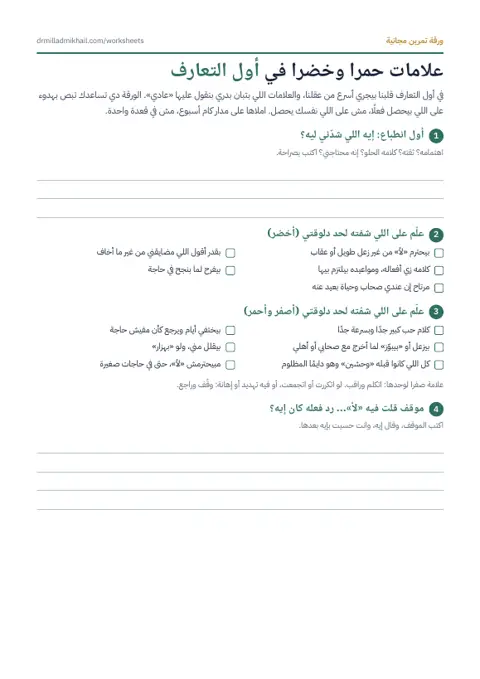 ورقة تمرين مجانية
drmilladmikhail.com/worksheets
علامات حمرا وخضرا في أول التعارف
في أول التعارف قلبنا بيجري أسرع من عقلنا، والعلامات اللي بتبان بدري بنقول عليها «عادي». الورقة دي تساعدك تبص بهدوء
على اللي بيحصل فعلًا، مش على اللي نفسك يحصل. املاها على مدار كام أسبوع، مش في قعدة واحدة.
1 أول انطباع: إيه اللي شدّني ليه؟
اهتمامه؟ ثقته؟ كلامه الحلو؟ إنه محتاجني؟ اكتب بصراحة.
2 علّم على اللي شفته لحد دلوقتي (أخضر)
بيحترم «لأ» من غير زعل طويل أو عقاب
بقدر أقول اللي مضايقني من غير ما أخاف
كلامه زي أفعاله، ومواعيده بيلتزم بيها
بيفرح لما بنجح في حاجة
مرتاح إن عندي صحاب وحياة بعيد عنه
3 علّم على اللي شفته لحد دلوقتي (أصفر وأحمر)
كلام حب كبير جدًا وبسرعة جدًا
بيختفي أيام ويرجع كأن مفيش حاجة
بيزعل أو «بيبوّز» لما أخرج مع صحابي أو أهلي
بيقلل مني، ولو «بهزار»
كل اللي كانوا قبله «وحشين» وهو دايمًا المظلوم
مبيحترمش «لأ»، حتى في حاجات صغيرة
علامة صفرا لوحدها: اتكلم وراقب. لو اتكررت أو اتجمعت، أو فيه تهديد أو إهانة: وقّف وراجع.
4 موقف قلت فيه «لأ»... رد فعله كان إيه؟
اكتب الموقف، وقال إيه، وانت حسيت بإيه بعدها.